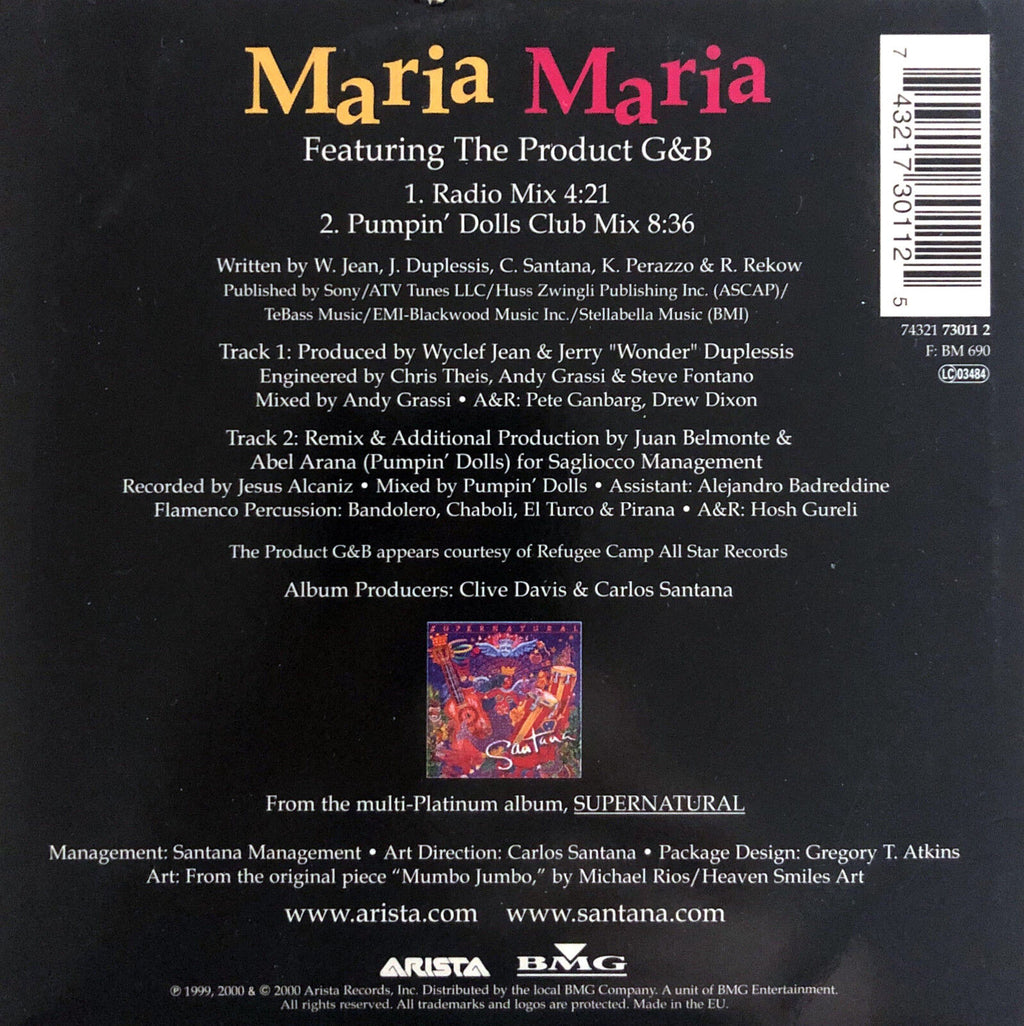 Maria Maria
Featuring The Product G&B
1. Radio Mix 4:21
2. Pumpin' Dolls Club Mix 8:36
Written by W. Jean, J. Duplessis, C. Santana, K. Perazzo & R. Rekow
Published by Sony/ATV Tunes LLC/Huss Zwingli Publishing Inc. (ASCAP)/
TeBass Music/EMI-Blackwood Music Inc./Stellabella Music (BMI)
7 43217 30112 5
74321 73011 2
F: BM 690
LC 03484
Track 1: Produced by Wyclef Jean & Jerry "Wonder" Duplessis
Engineered by Chris Theis, Andy Grassi & Steve Fontano
Mixed by Andy Grassi • A&R: Pete Ganbarg, Drew Dixon
Track 2: Remix & Additional Production by Juan Belmonte &
Abel Arana (Pumpin' Dolls) for Sagliocco Management
Recorded by Jesus Alcaniz • Mixed by Pumpin' Dolls • Assistant: Alejandro Badreddine
Flamenco Percussion: Bandolero, Chaboli, El Turco & Pirana • A&R: Hosh Gureli
The Product G&B appears courtesy of Refugee Camp All Star Records
Album Producers: Clive Davis & Carlos Santana
SUPERNATURAL
Santana
From the multi-Platinum album, SUPERNATURAL
Management: Santana Management • Art Direction: Carlos Santana • Package Design: Gregory T. Atkins
Art: From the original piece “Mumbo Jumbo,” by Michael Rios/Heaven Smiles Art
www.arista.com www.santana.com
ARISTA BMG
℗ 1999, 2000 & © 2000 Arista Records, Inc. Distributed by the local BMG Company. A unit of BMG Entertainment.
All rights reserved. All trademarks and logos are protected. Made in the EU.